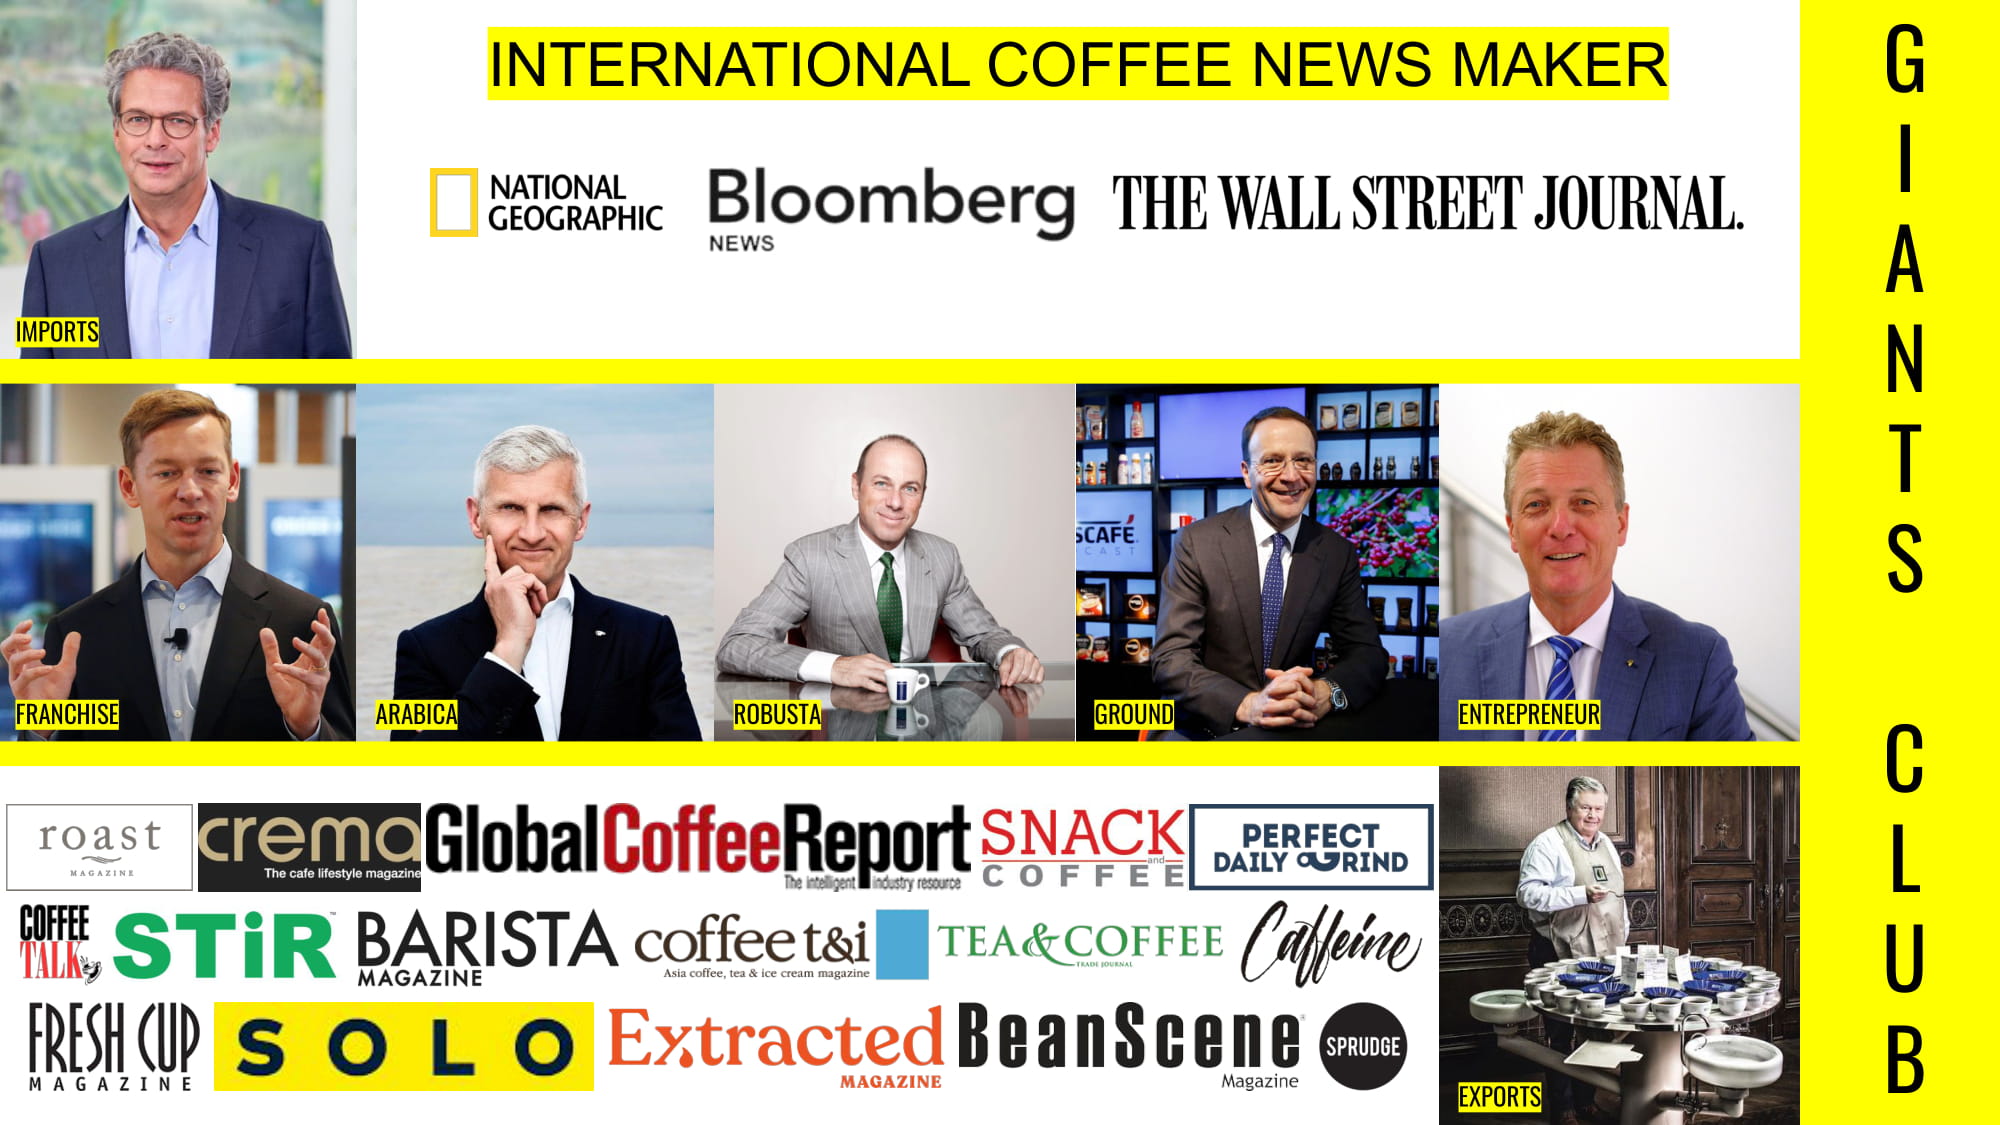 INTERNATIONAL COFFEE NEWS MAKER
NATIONAL
GEOGRAPHIC
Bloomberg
NEWS
THE WALL STREET JOURNAL.
IMPORTS
SCAFÉ
CAST
FRANCHISE
ARABICA
ROBUSTA
GROUND
ENTREPRENEUR
roast
MAGAZINE
crema
The cafe lifestyle magazine
GlobalCoffeeReport
The intelligent industry resource
SNACK
and
COFFEE
PERFECT
DAILY GRIND
COFFEE
TALK
STiR
BARISTA
MAGAZINE
coffee t&i
Asia coffee, tea & ice cream magazine
TEA&COFFEE
TRADE JOURNAL
Caffeine
FRESH CUP
MAGAZINE
SOLO
Extracted
MAGAZINE
BeanScene
Magazine
SPRUDGE
EXPORTS
GIANTS CLUB